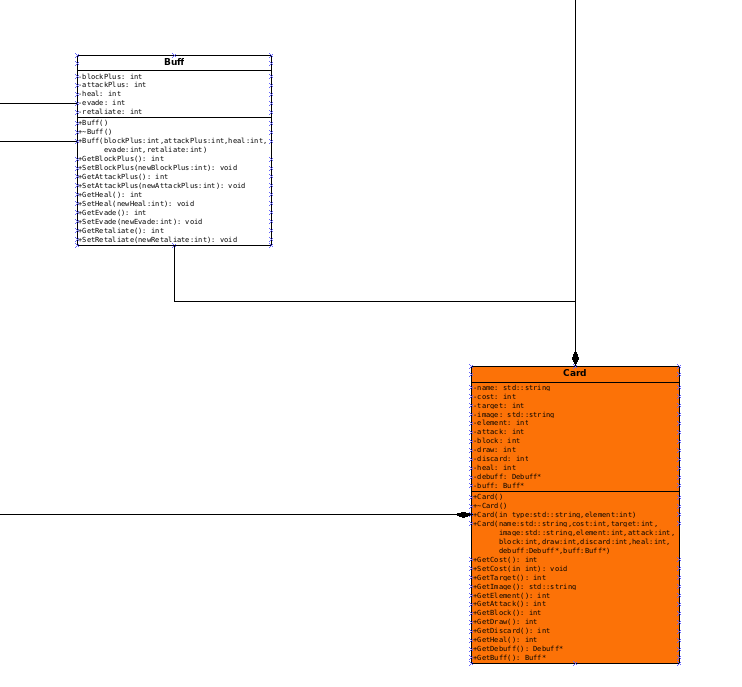 Buff
-blockPlus: int
-attackPlus: int
-heal: int
-evade: int
-retaliate: int
+Buff()
+~Buff()
+Buff(blockPlus:int,attackPlus:int,heal:int,
evade:int,retaliate:int)
+GetBlockPlus(): int
+SetBlockPlus(newBlockPlus:int): void
+GetAttackPlus(): int
+SetAttackPlus(newAttackPlus:int): void
+GetHeal(): int
+SetHeal(newHeal:int): void
+GetEvade(): int
+SetEvade(newEvade:int): void
+GetRetaliate(): int
+SetRetaliate(newRetaliate:int): void
Card
-name: std::string
-cost: int
-target: int
-image: std::string
-element: int
-attack: int
-block: int
-draw: int
-discard: int
-heal: int
-debuff: Debuff*
-buff: Buff*
+Card()
+~Card()
+Card(in type:std::string,element:int)
+Card(name:std::string,cost:int,target:int,
image:std::string,element:int,attack:int,
block:int,draw:int,discard:int,heal:int,
debuff:Debuff*,buff:Buff*)
+GetCost(): int
+SetCost(in int): void
+GetTarget(): int
+GetImage(): std::string
+GetElement(): int
+GetAttack(): int
+GetBlock(): int
+GetDraw(): int
+GetDiscard(): int
+GetHeal(): int
+GetDebuff(): Debuff*
+GetBuff(): Buff*